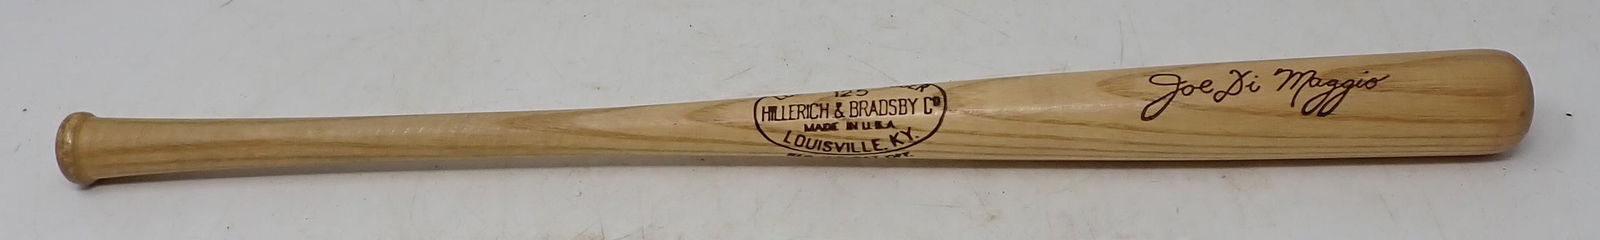 125
HILLERICH & BRADSBY Cº
MADE IN U.S.A
LOUISVILLE, KY.
Joe Di Maggio